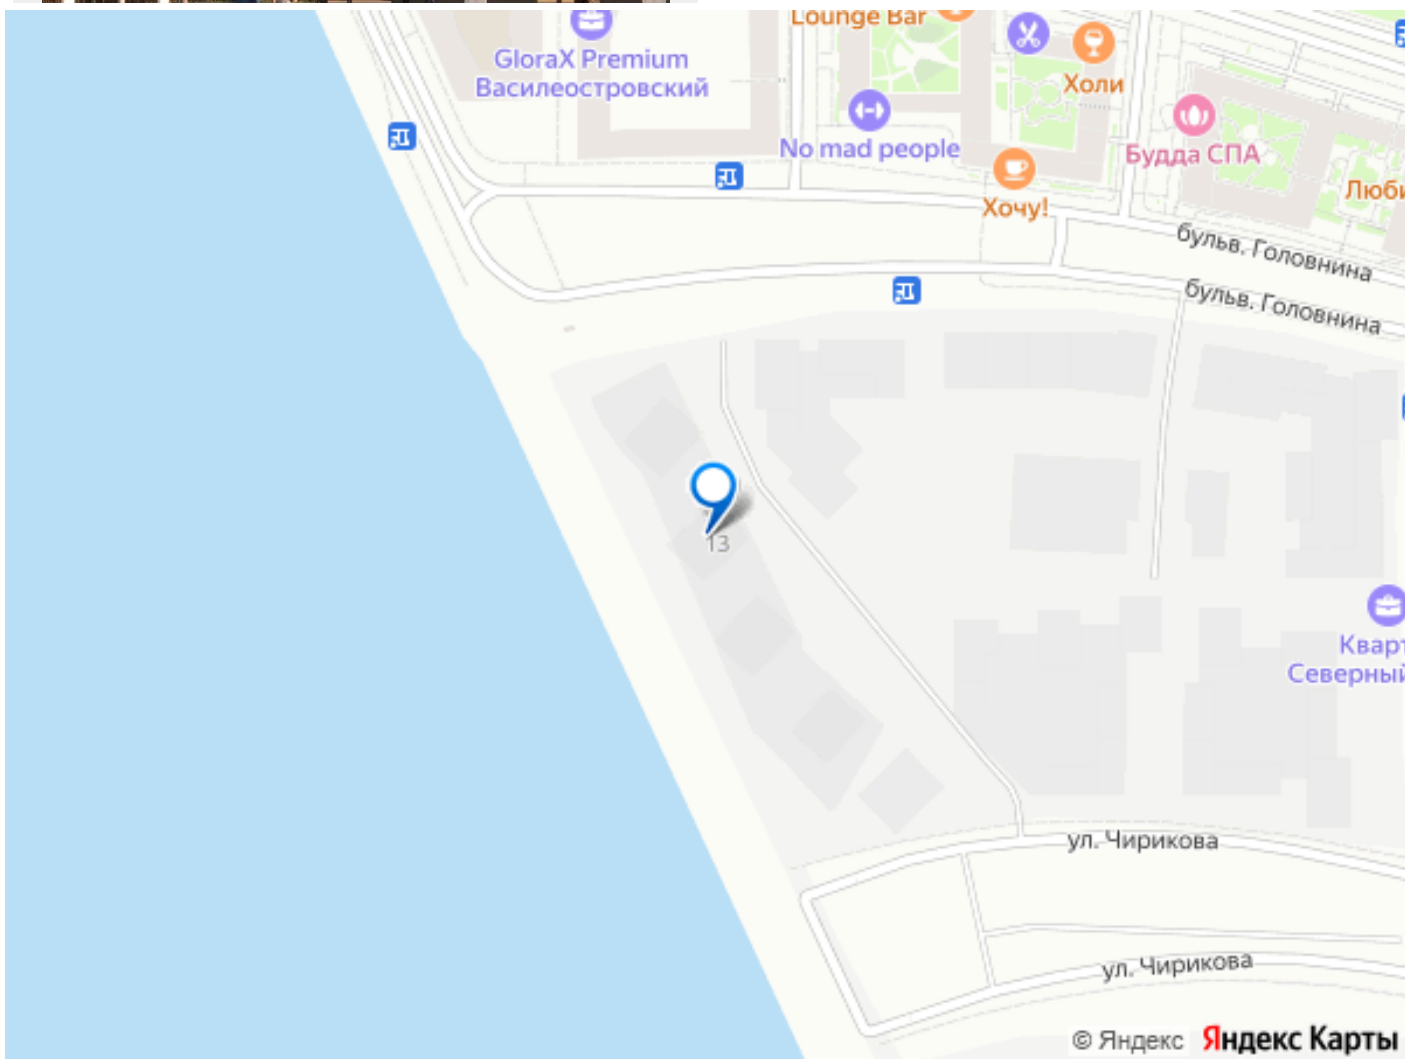 Lounge Bar
GloraX Premium
Василеостровский
Холи
No mad people
Будда СПА
Хочу!
бульв. Головнина
бульв. Головнина
13
Северный
ул. Чирикова
ул. Чирикова
© Яндекс Яндекс Карты